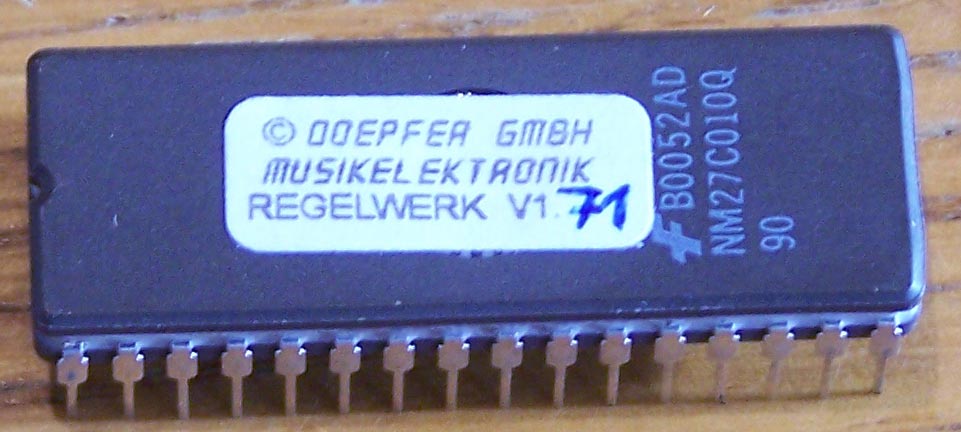 © DOEPFER GMBH
MUSIKELEKTRONIK
REGELWERK V1.71
B0052AD
NM27C010Q
90